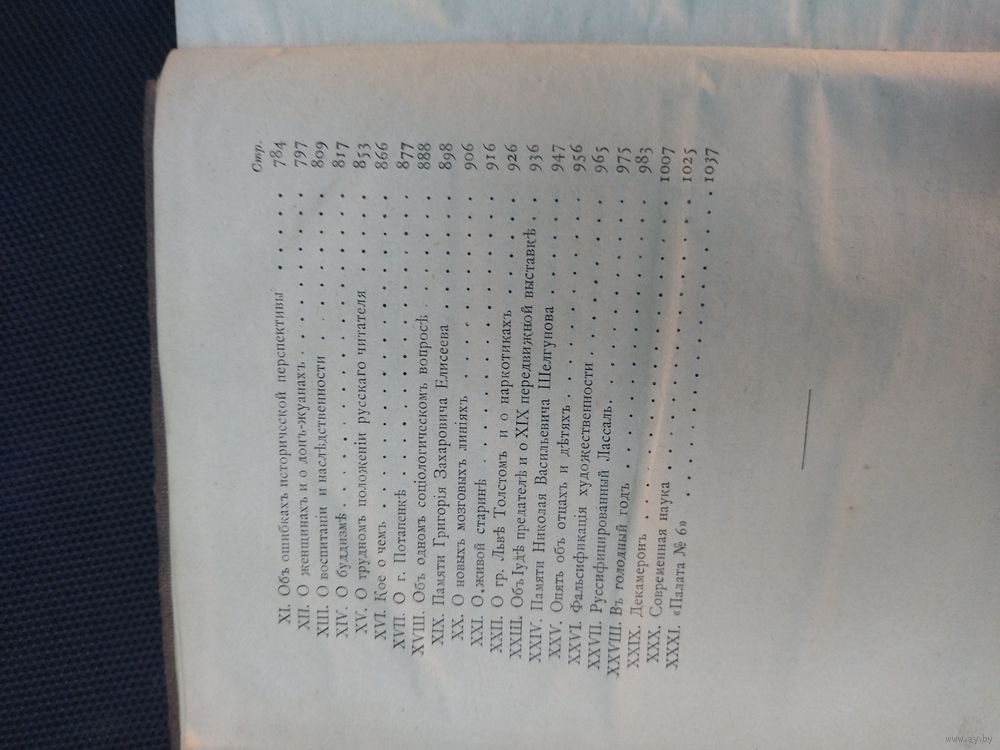 Стр.
XI. Объ ошибкахъ исторической перспективы . . . . . 784
XII. О женщинахъ и о донъ-жуанахъ . . . . . . . . 797
XIII. О воспитаніи и наслѣдственности . . . . . . . . 809
XIV. О буддизмѣ . . . . . . . . . . . . . . . . 817
XV. О трудномъ положеніи русскаго читателя . . . . . 853
XVI. Кое о чемъ . . . . . . . . . . . . . . . . 866
XVII. О г. Потапенкѣ . . . . . . . . . . . . . . 877
XVIII. Объ одномъ соціологическомъ вопросѣ . . . . . . 888
XIX. Памяти Григорія Захаровича Елисеева . . . . . . 898
XX. О новыхъ мозговыхъ линіяхъ . . . . . . . . . 906
XXI. О живой старинѣ . . . . . . . . . . . . . . 916
XXII. О гр. Львѣ Толстомъ и о наркотикахъ . . . . . . 926
XXIII. Объ Іудѣ предателѣ и о XIX передвижной выставкѣ . . 936
XXIV. Памяти Николая Васильевича Шелгунова . . . . . 947
XXV. Опять объ отцахъ и дѣтяхъ . . . . . . . . . . 956
XXVI. Фальсификація художественности . . . . . . . . 965
XXVII. Руссифицированный Лассаль . . . . . . . . . . 975
XXVIII. Въ голодный годъ . . . . . . . . . . . . . 983
XXIX. Декамеронъ . . . . . . . . . . . . . . . . 1007
XXX. Современная наука . . . . . . . . . . . . . 1025
XXXI. «Палата № 6» . . . . . . . . . . . . . . . 1037
www.ay.by